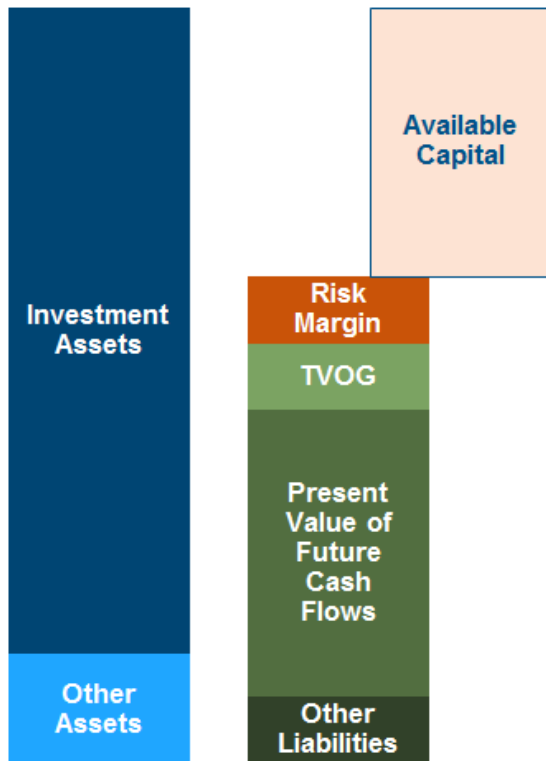 Investment
Assets
Other
Assets
Risk
Margin
TVOG
Present
Value of
Future
Cash
Flows
Other
Liabilities
Available
Capital